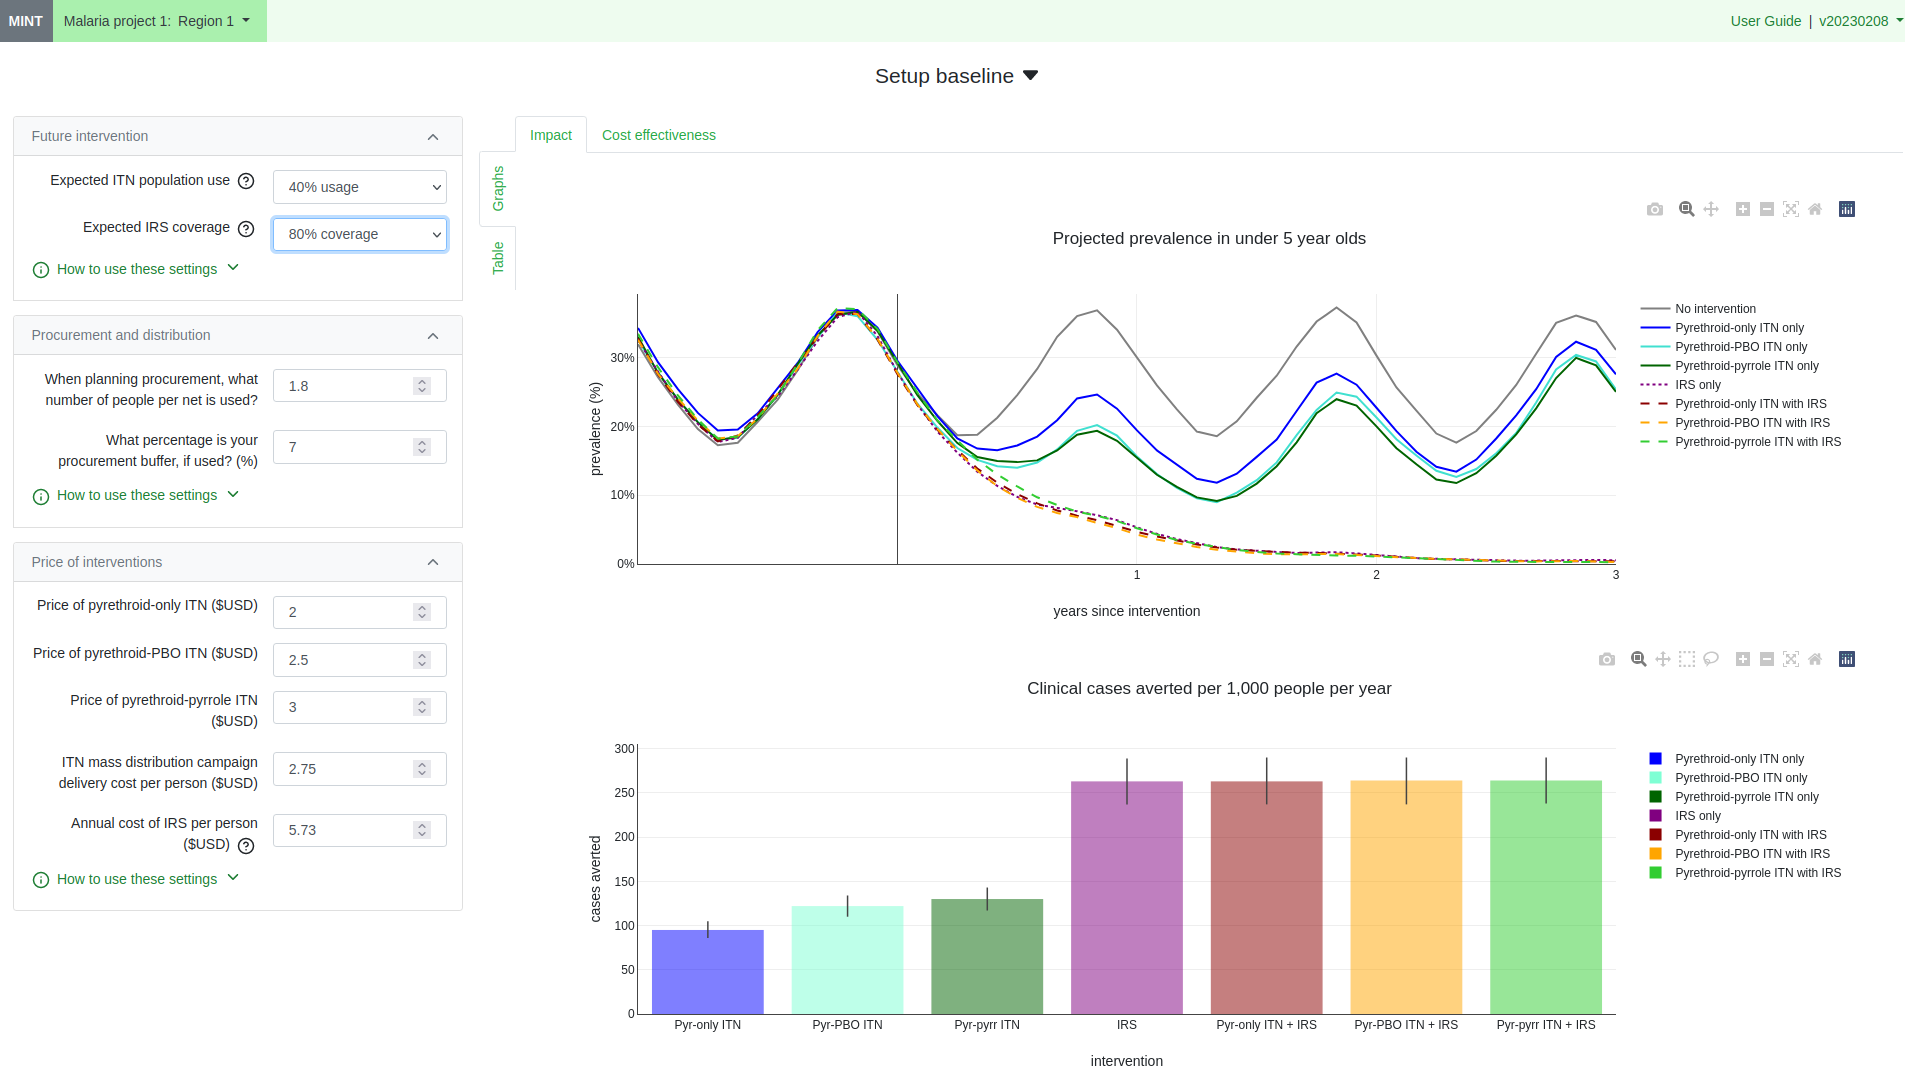 MINT
Malaria project 1: Region 1
User Guide | v20230208
Setup baseline
Future intervention
Expected ITN population use
40% usage
Expected IRS coverage
80% coverage
How to use these settings
Procurement and distribution
When planning procurement, what
number of people per net is used?
1.8
What percentage is your
procurement buffer, if used? (%)
7
How to use these settings
Price of interventions
Price of pyrethroid-only ITN ($USD)
2
Price of pyrethroid-PBO ITN ($USD)
2.5
Price of pyrethroid-pyrrole ITN
($USD)
3
ITN mass distribution campaign
delivery cost per person ($USD)
2.75
Annual cost of IRS per person
($USD)
5.73
How to use these settings
Impact
Cost effectiveness
Graphs
Table
Projected prevalence in under 5 year olds
prevalence (%)
30%
20%
10%
0%
1
2
3
years since intervention
No intervention
Pyrethroid-only ITN only
Pyrethroid-PBO ITN only
Pyrethroid-pyrrole ITN only
IRS only
Pyrethroid-only ITN with IRS
Pyrethroid-PBO ITN with IRS
Pyrethroid-pyrrole ITN with IRS
Clinical cases averted per 1,000 people per year
cases averted
300
250
200
150
100
50
0
Pyr-only ITN
Pyr-PBO ITN
Pyr-pyrr ITN
IRS
Pyr-only ITN + IRS
Pyr-PBO ITN + IRS
Pyr-pyrr ITN + IRS
intervention
Pyrethroid-only ITN only
Pyrethroid-PBO ITN only
Pyrethroid-pyrrole ITN only
IRS only
Pyrethroid-only ITN with IRS
Pyrethroid-PBO ITN with IRS
Pyrethroid-pyrrole ITN with IRS